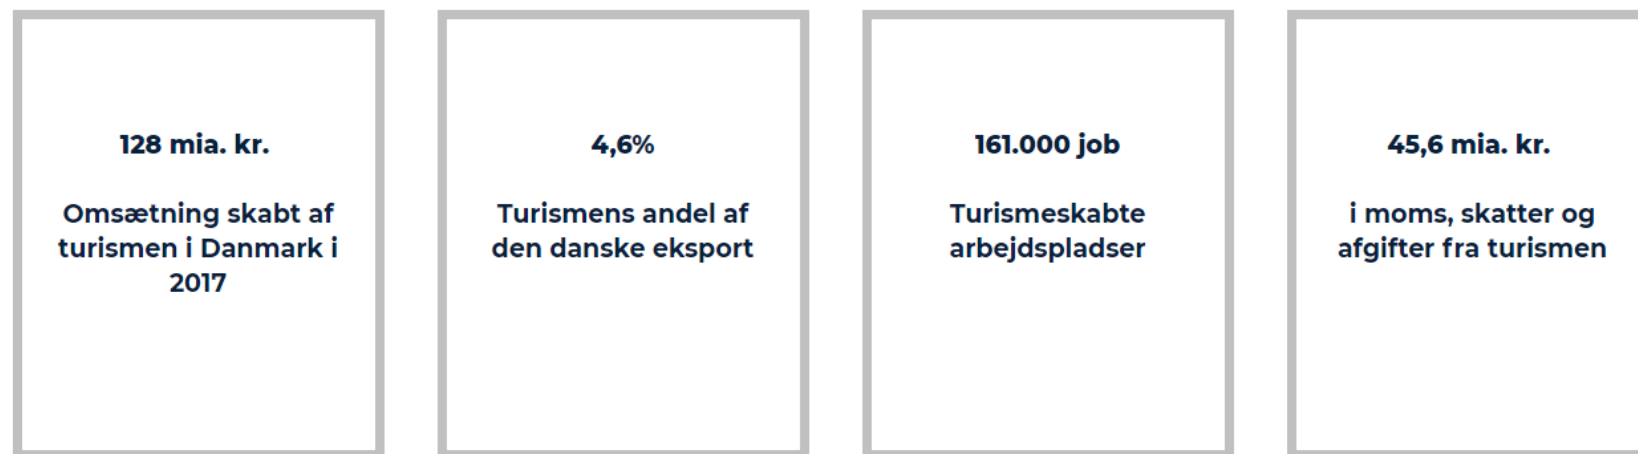 128 mia. kr.
Omsætning skabt af
turismen i Danmark i
2017
4,6%
Turismens andel af
den danske eksport
161.000 job
Turismeskabte
arbejdspladser
45,6 mia. kr.
i moms, skatter og
afgifter fra turismen